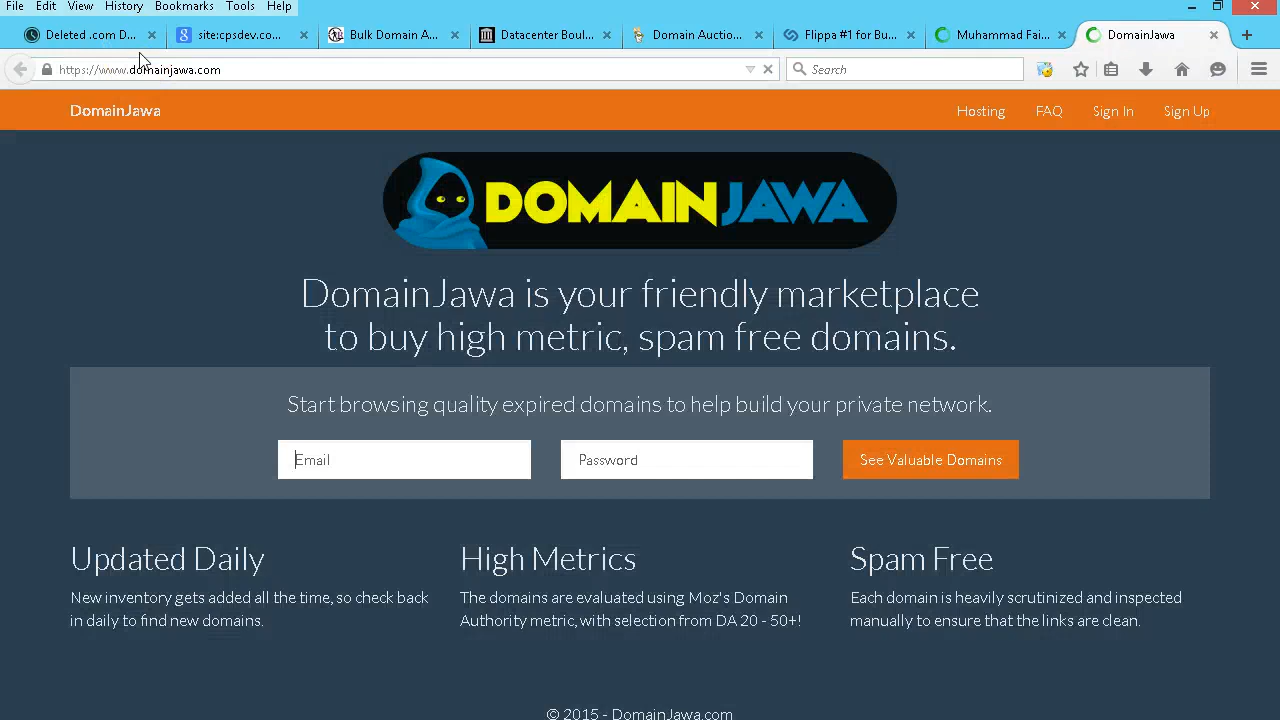 File Edit View History Bookmarks Tools Help
Deleted .com D...
site:cpsdev.co...
Bulk Domain A...
Datacenter Boul...
Domain Auctio...
Flippa #1 for Bu...
Muhammad Fai...
DomainJawa
https://www.domainjawa.com
Search
DomainJawa
Hosting FAQ Sign In Sign Up
DOMAINJAWA
DomainJawa is your friendly marketplace
to buy high metric, spam free domains.
Start browsing quality expired domains to help build your private network.
Email
Password
See Valuable Domains
Updated Daily
New inventory gets added all the time, so check back
in daily to find new domains.
High Metrics
The domains are evaluated using Moz's Domain
Authority metric, with selection from DA 20 - 50+!
Spam Free
Each domain is heavily scrutinized and inspected
manually to ensure that the links are clean.
© 2015 - DomainJawa.com